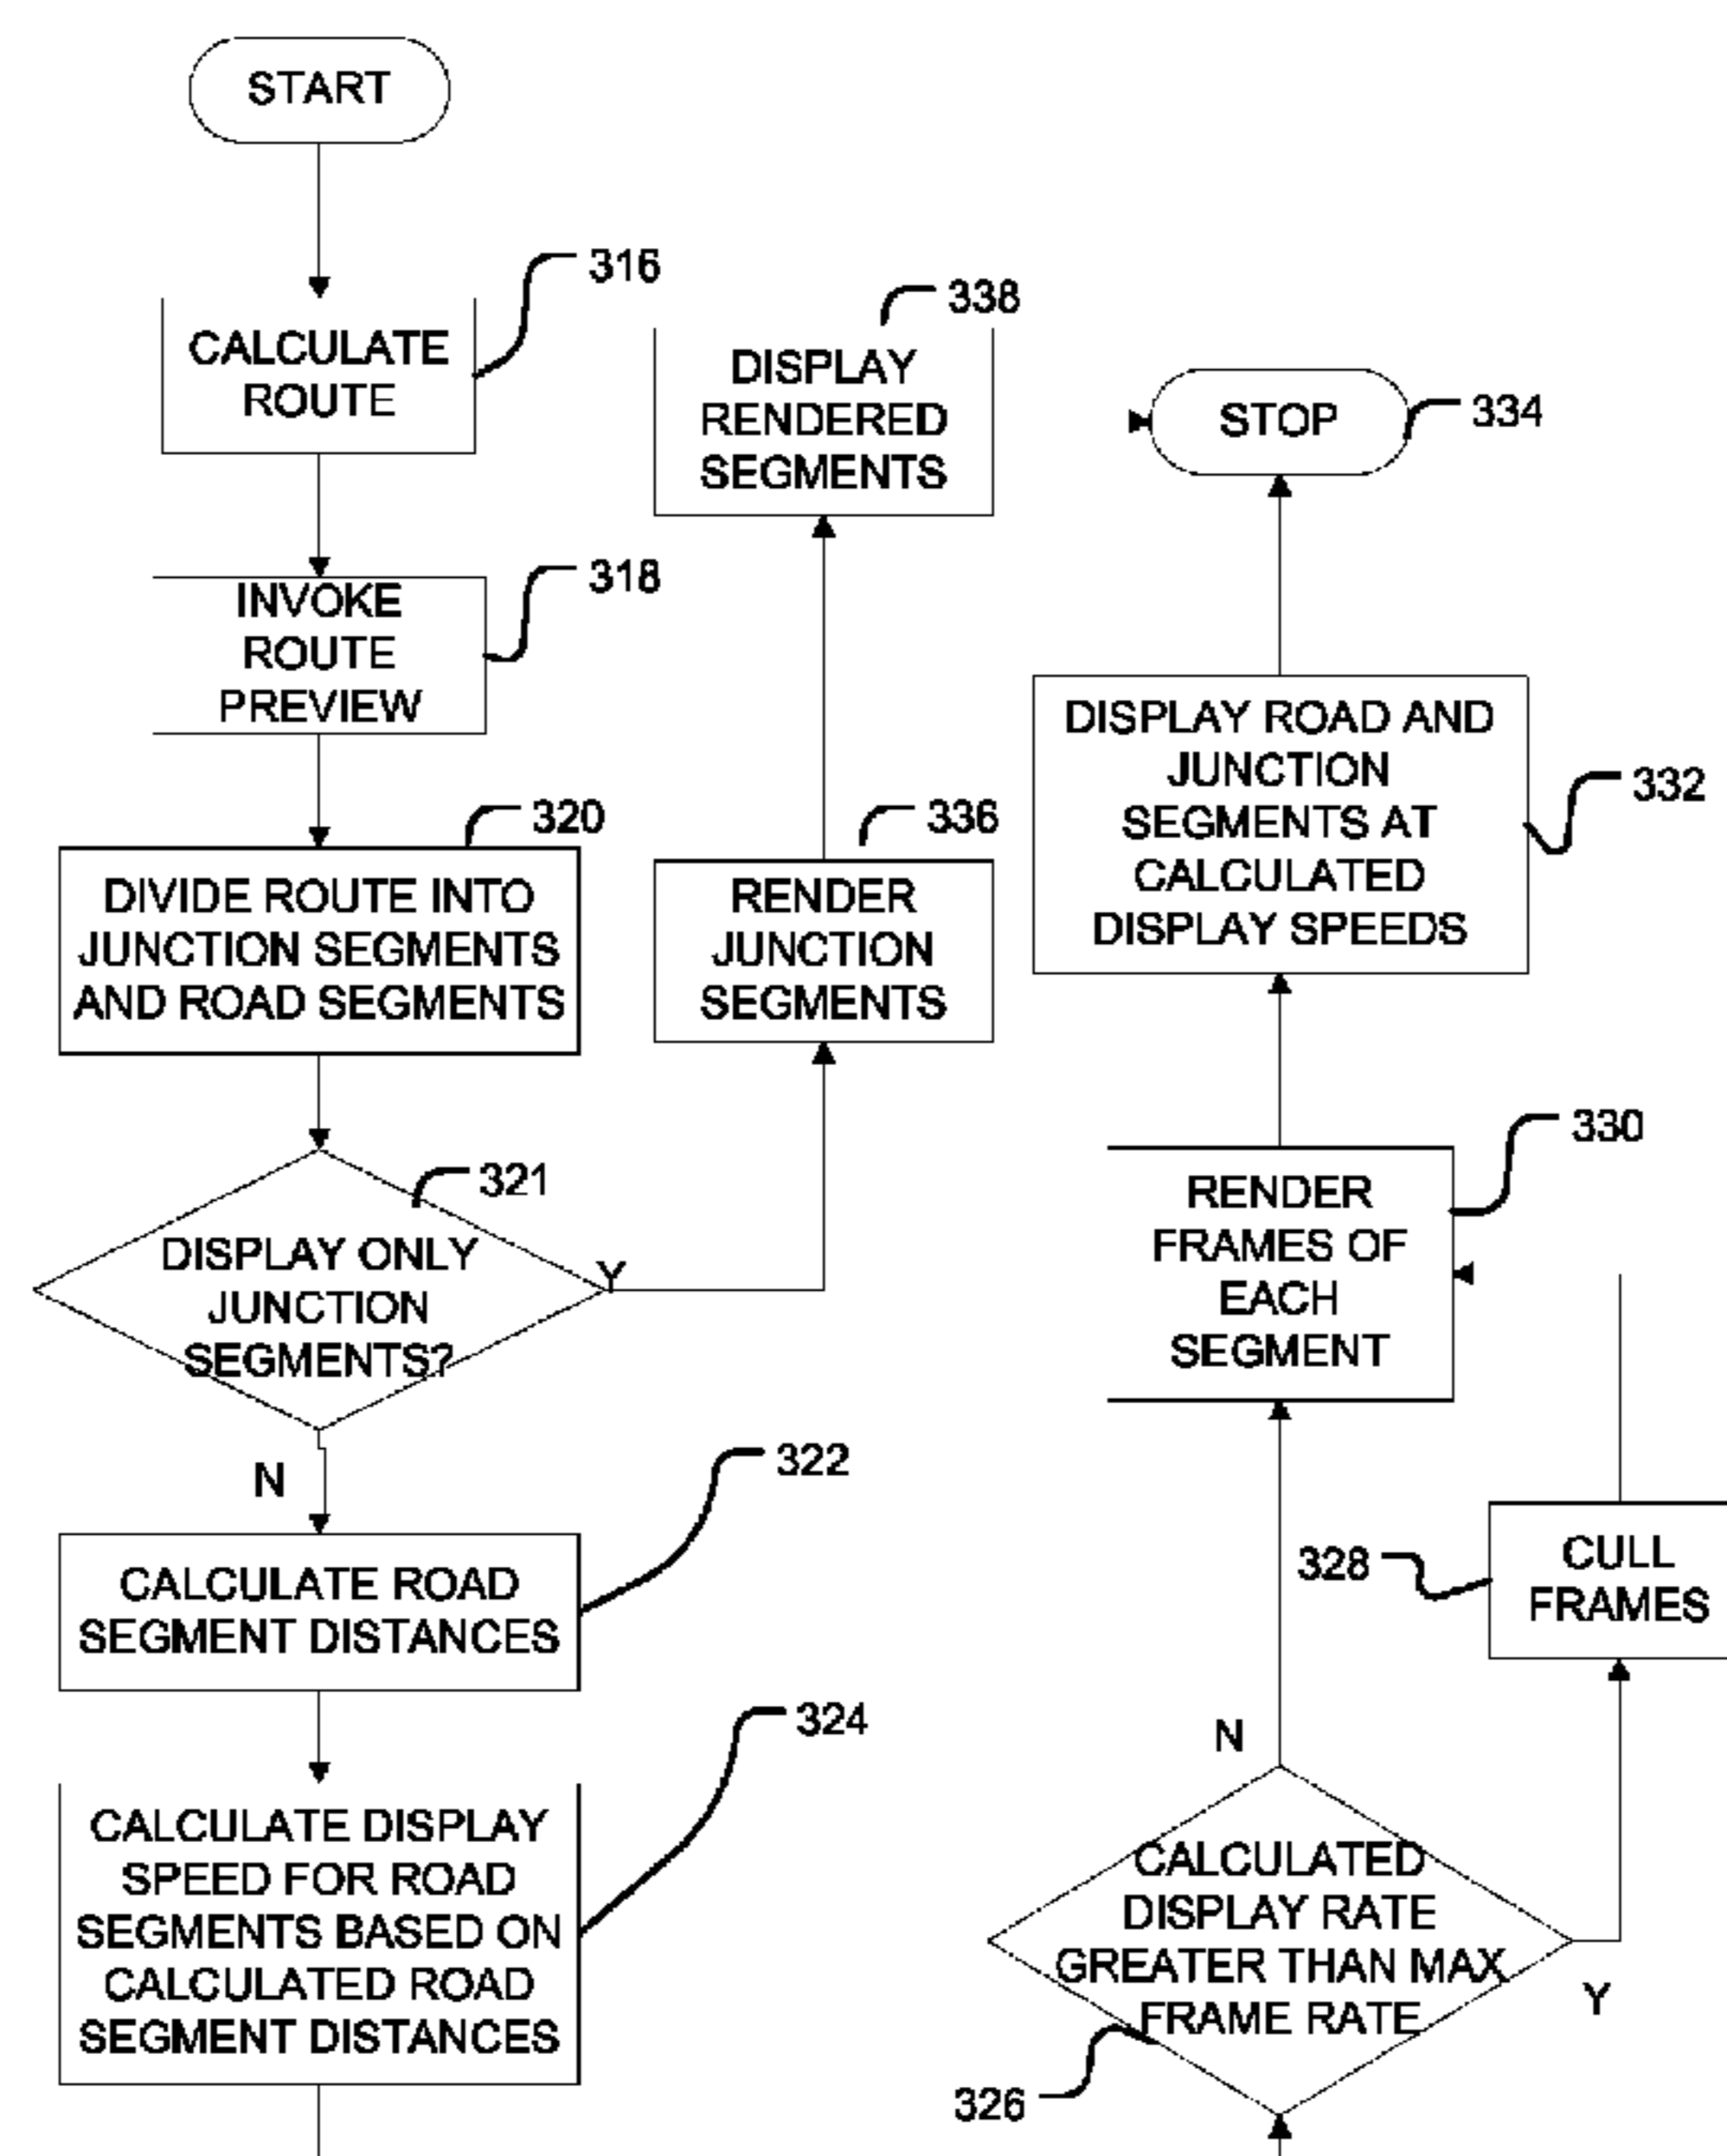 START
316
CALCULATE
ROUTE
318
INVOKE
ROUTE
PREVIEW
320
DIVIDE ROUTE INTO
JUNCTION SEGMENTS
AND ROAD SEGMENTS
321
DISPLAY ONLY
JUNCTION
SEGMENTS?
Y
N
322
CALCULATE ROAD
SEGMENT DISTANCES
324
CALCULATE DISPLAY
SPEED FOR ROAD
SEGMENTS BASED ON
CALCULATED ROAD
SEGMENT DISTANCES
338
DISPLAY
RENDERED
SEGMENTS
336
RENDER
JUNCTION
SEGMENTS
STOP
334
DISPLAY ROAD AND
JUNCTION
SEGMENTS AT
CALCULATED
DISPLAY SPEEDS
332
330
RENDER
FRAMES OF
EACH
SEGMENT
328
CULL
FRAMES
N
CALCULATED
DISPLAY RATE
GREATER THAN MAX
FRAME RATE
Y
326